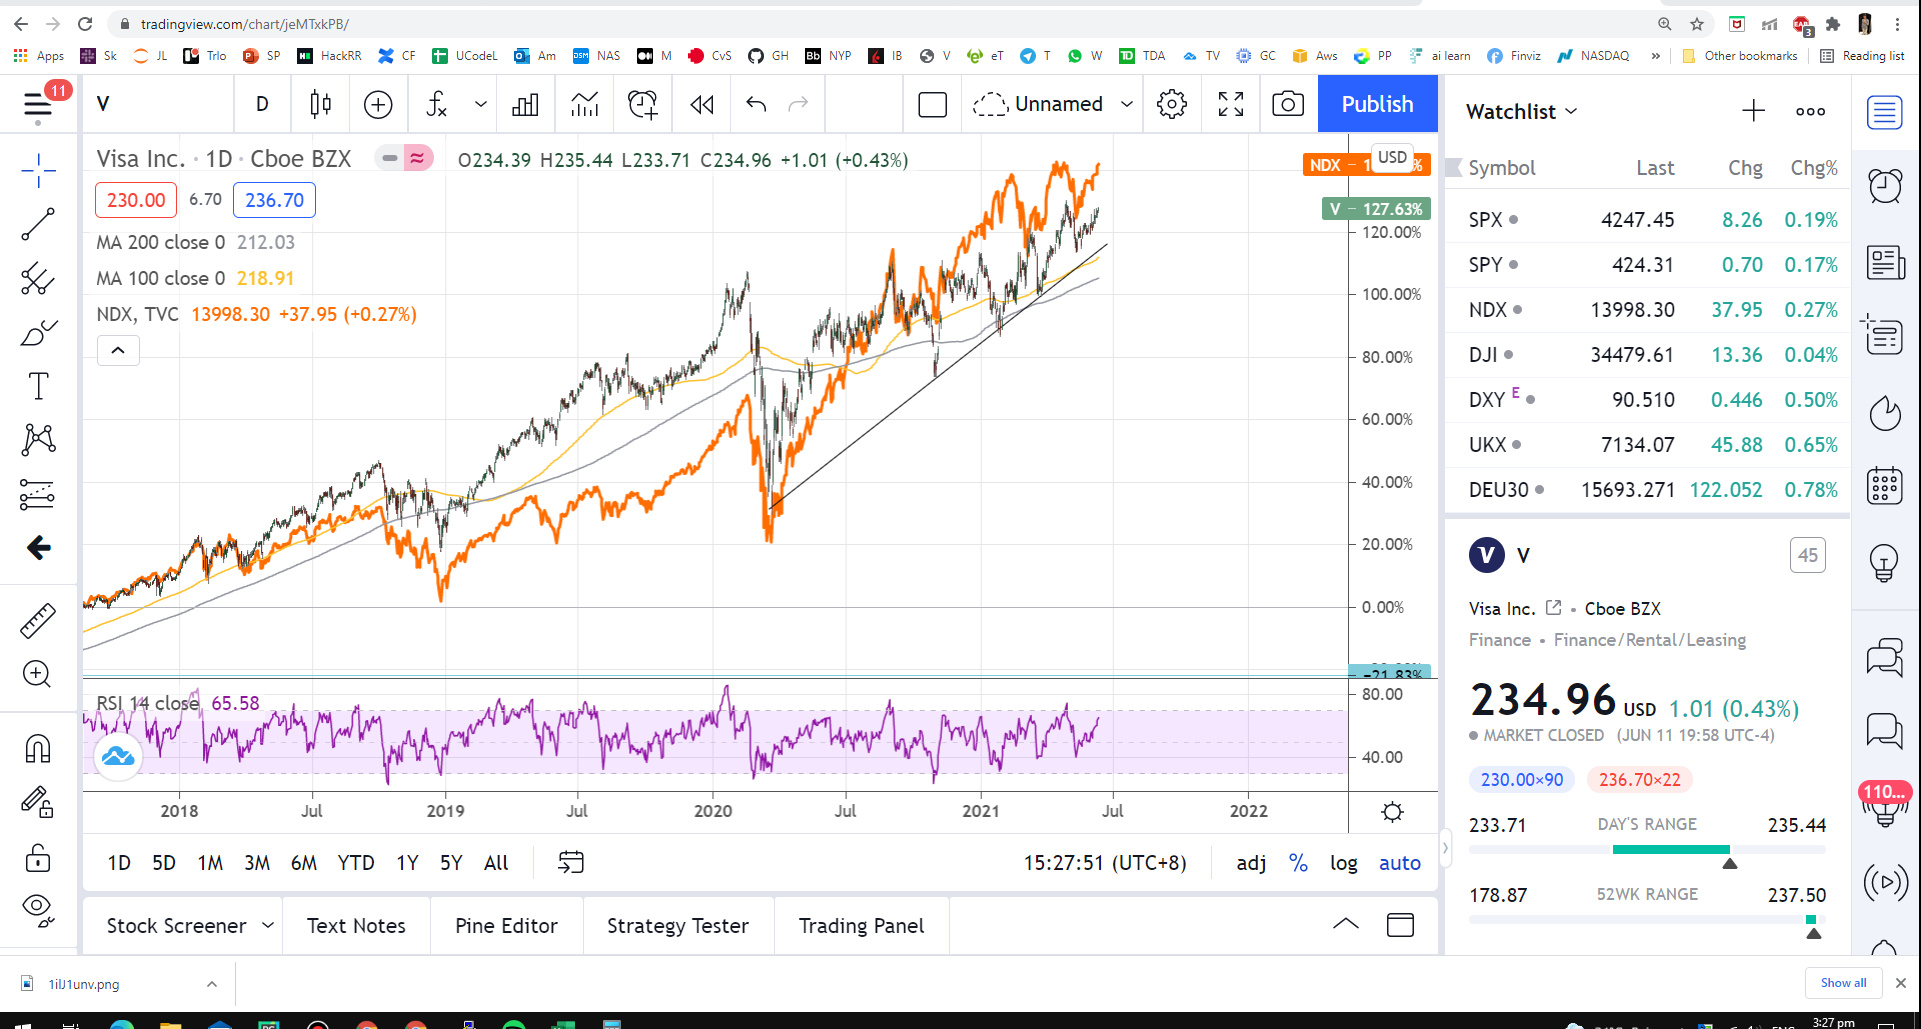 tradingview.com/chart/jeMTxkPB/
3
Apps Sk JL Trlo SP HackRR CF UCodeL Am NAS M CvS GH NYP IB V eT T W TDA TV GC Aws PP ai learn Finviz NASDAQ » Other bookmarks Reading list
11
V D Unnamed Publish
Visa Inc. · 1D · Cboe BZX O234.39 H235.44 L233.71 C234.96 +1.01 (+0.43%)
230.00 6.70 236.70
MA 200 close 0 212.03
MA 100 close 0 218.91
NDX, TVC 13998.30 +37.95 (+0.27%)
USD
NDX
V 127.63%
120.00%
100.00%
80.00%
60.00%
40.00%
20.00%
0.00%
−21.83%
RSI 14 close 65.58
80.00
40.00
2018 Jul 2019 Jul 2020 Jul 2021 Jul 2022
1D 5D 1M 3M 6M YTD 1Y 5Y All 15:27:51 (UTC+8) adj % log auto
Stock Screener Text Notes Pine Editor Strategy Tester Trading Panel
Watchlist
Symbol Last Chg Chg%
SPX 4247.45 8.26 0.19%
SPY 424.31 0.70 0.17%
NDX 13998.30 37.95 0.27%
DJI 34479.61 13.36 0.04%
DXY E 90.510 0.446 0.50%
UKX 7134.07 45.88 0.65%
DEU30 15693.271 122.052 0.78%
V V 45
Visa Inc. • Cboe BZX
Finance • Finance/Rental/Leasing
234.96 USD 1.01 (0.43%)
MARKET CLOSED (JUN 11 19:58 UTC-4)
230.00×90 236.70×22
233.71 DAY'S RANGE 235.44
178.87 52WK RANGE 237.50
110...
Show all
3:27 pm